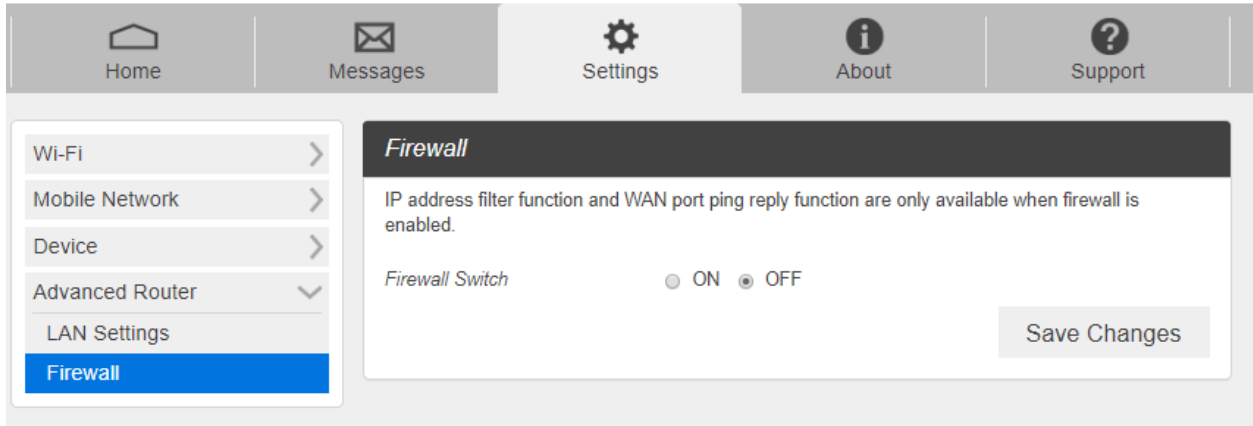 Home
Messages
Settings
About
Support
Wi-Fi
Mobile Network
Device
Advanced Router
LAN Settings
Firewall
Firewall
IP address filter function and WAN port ping reply function are only available when firewall is
enabled.
Firewall Switch ON OFF
Save Changes